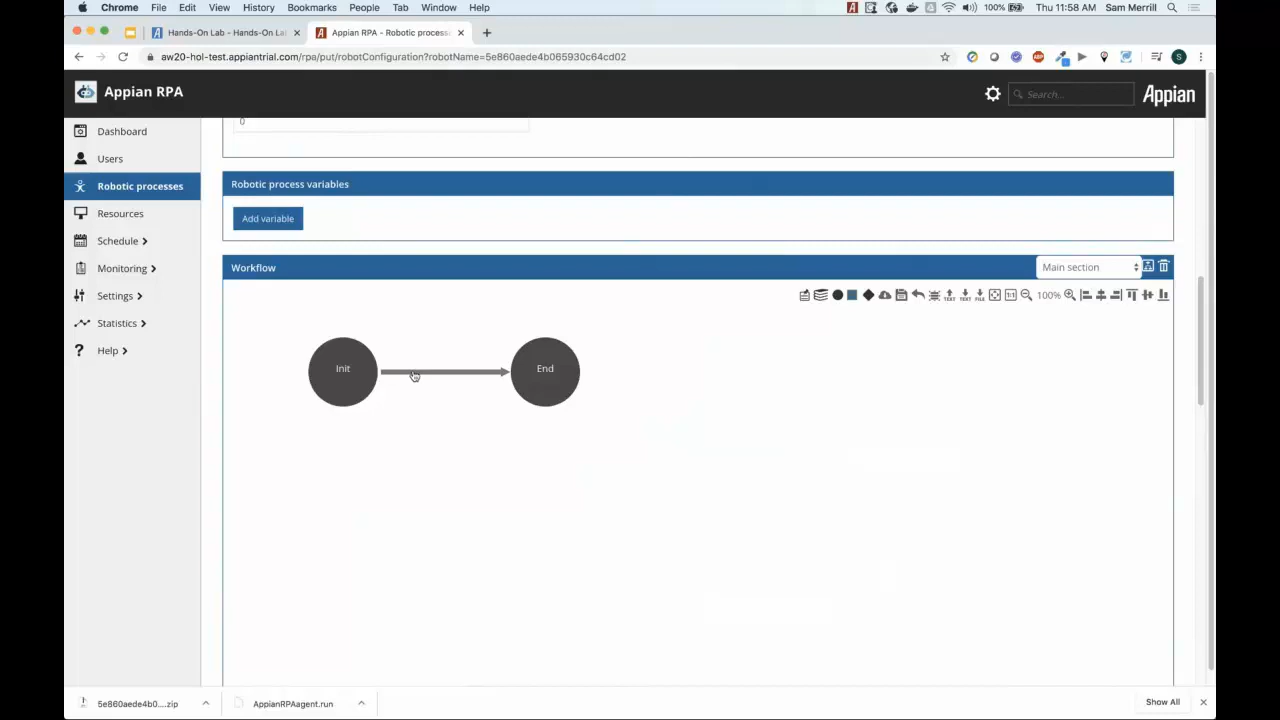 Chrome File Edit View History Bookmarks People Tab Window Help 100% Thu 11:58 AM Sam Merrill
Hands-On Lab - Hands-On La
Appian RPA - Robotic process
aw20-hol-test.appiantrial.com/rpa/put/robotConfiguration?robotName=5e860aede4b065930c64cd02
S
Appian RPA
Search...
Appian
Dashboard
Users
Robotic processes
Resources
Schedule
Monitoring
Settings
Statistics
Help
0
Robotic process variables
Add variable
Workflow
Main section
100%
Init
End
5e860aede4b0....zip
AppianRPAagent.run
Show All